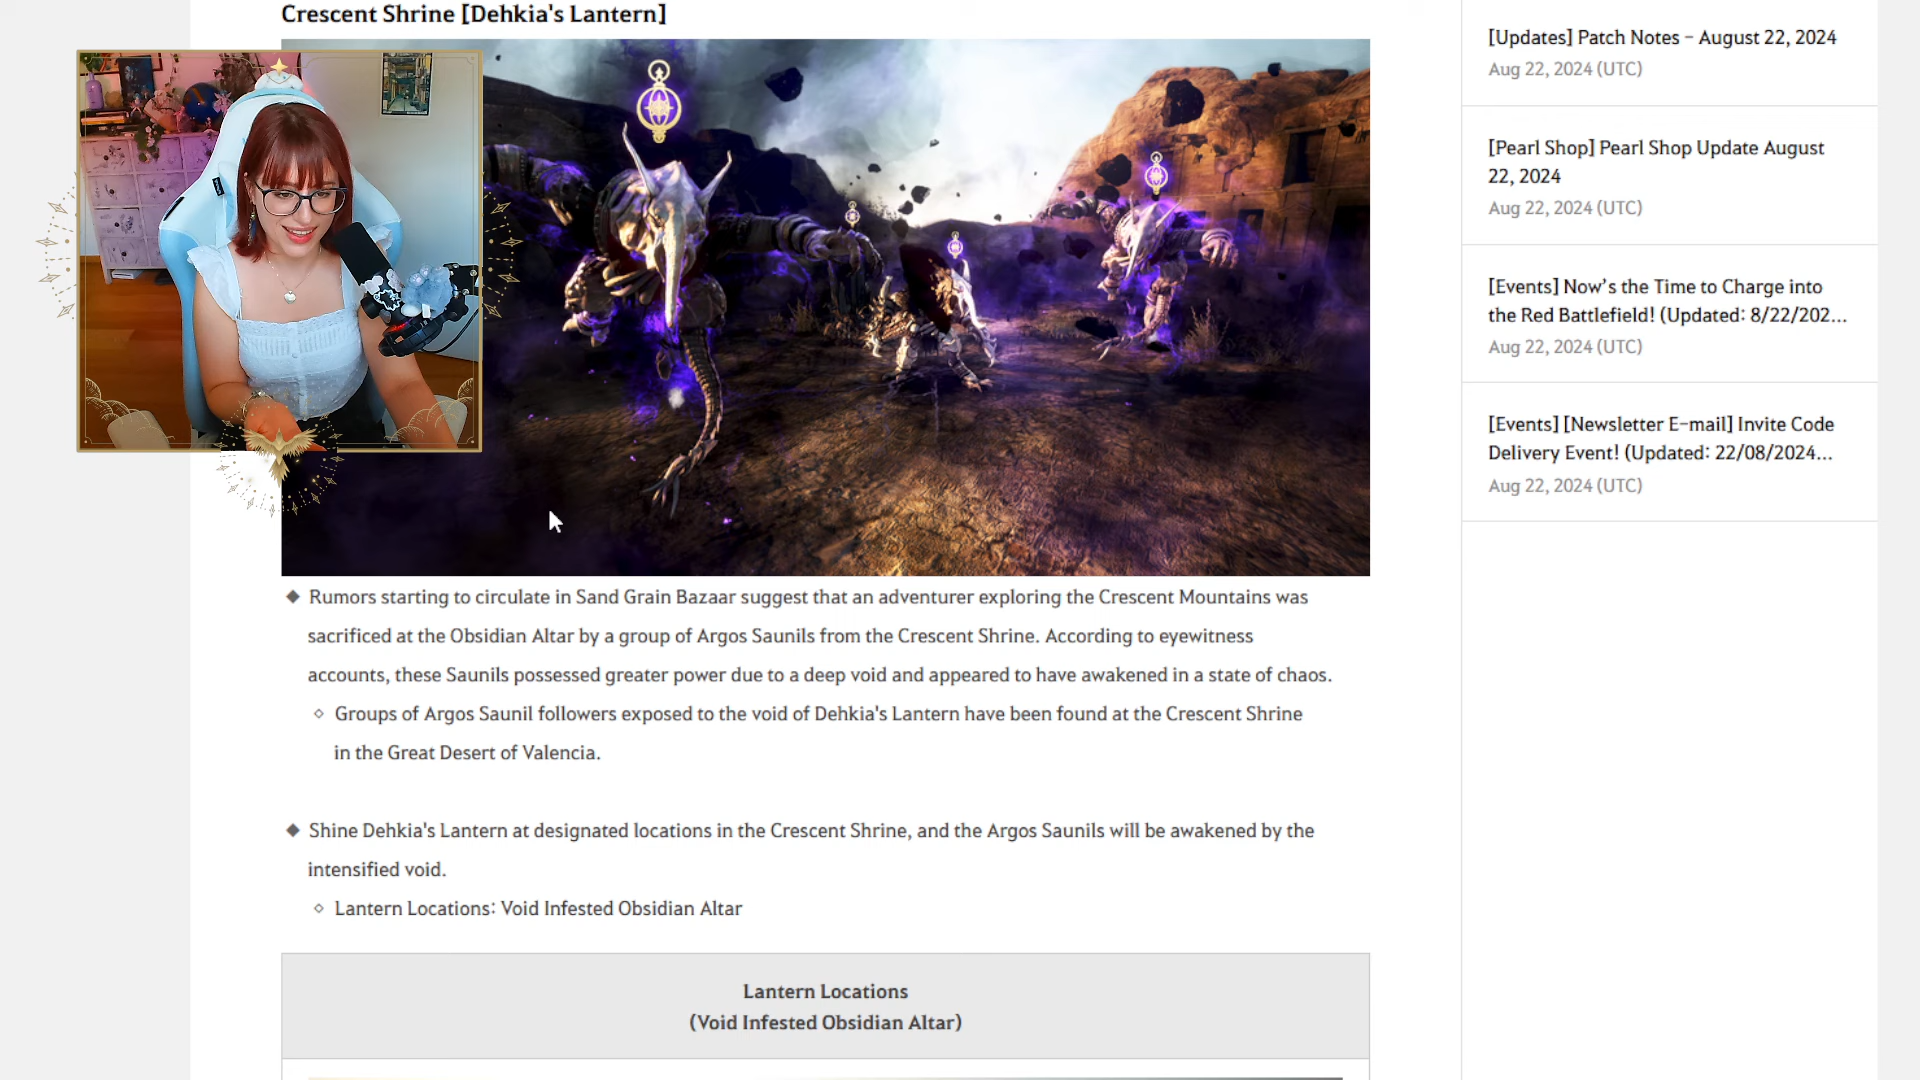 Crescent Shrine [Dehkia's Lantern]
◆ Rumors starting to circulate in Sand Grain Bazaar suggest that an adventurer exploring the Crescent Mountains was
sacrificed at the Obsidian Altar by a group of Argos Saunils from the Crescent Shrine. According to eyewitness
accounts, these Saunils possessed greater power due to a deep void and appeared to have awakened in a state of chaos.
◇ Groups of Argos Saunil followers exposed to the void of Dehkia's Lantern have been found at the Crescent Shrine
in the Great Desert of Valencia.
◆ Shine Dehkia's Lantern at designated locations in the Crescent Shrine, and the Argos Saunils will be awakened by the
intensified void.
◇ Lantern Locations: Void Infested Obsidian Altar
Lantern Locations
(Void Infested Obsidian Altar)
[Updates] Patch Notes - August 22, 2024
Aug 22, 2024 (UTC)
[Pearl Shop] Pearl Shop Update August
22, 2024
Aug 22, 2024 (UTC)
[Events] Now’s the Time to Charge into
the Red Battlefield! (Updated: 8/22/202...
Aug 22, 2024 (UTC)
[Events] [Newsletter E-mail] Invite Code
Delivery Event! (Updated: 22/08/2024...
Aug 22, 2024 (UTC)